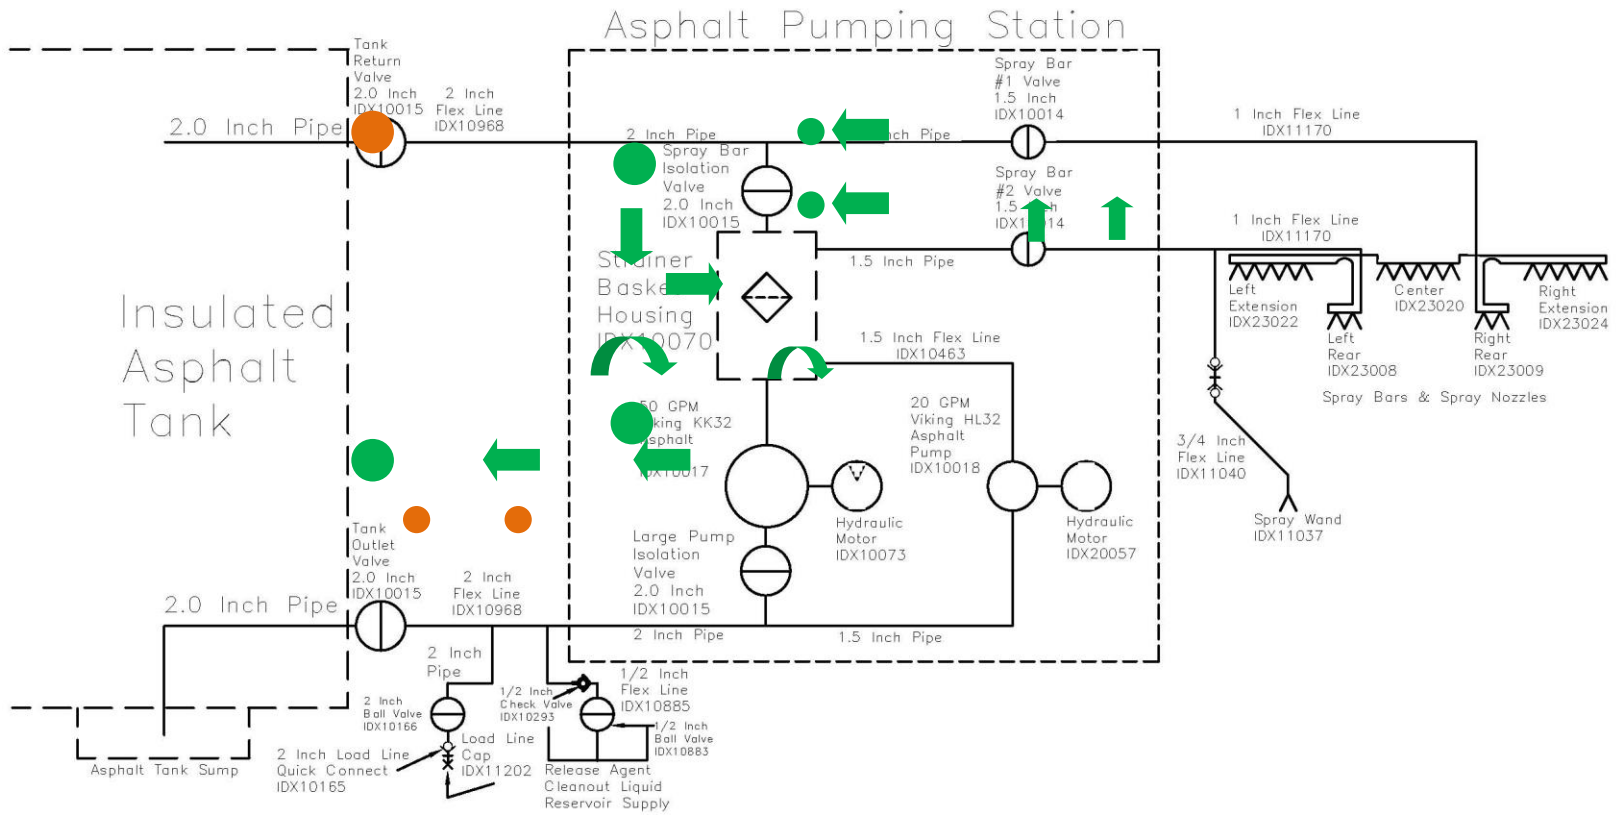 Asphalt Pumping Station
Tank
Return
Valve
2.0 Inch
IDX10015
2 Inch
Flex Line
IDX10968
2.0 Inch Pipe
2 Inch Pipe
Spray Bar
Isolation
Valve
2.0 Inch
IDX10015
Pipe
Spray Bar
#1 Valve
1.5 Inch
IDX10014
1 Inch Flex Line
IDX11170
Spray Bar
#2 Valve
1.5
1 Inch Flex Line
IDX11170
1.5 Inch Pipe
Housing
Insulated
Asphalt
Tank
1.5 Inch Flex Line
IDX10463
Left
Extension
IDX23022
Center
IDX23020
Right
Extension
IDX23024
Left
Rear
IDX23008
Right
Rear
IDX23009
Spray Bars & Spray Nozzles
GPM
KK32
Asphalt
20 GPM
Viking HL32
Asphalt
Pump
IDX10018
3/4 Inch
Flex Line
IDX11040
Spray Wand
IDX11037
Hydraulic
Motor
IDX10073
Hydraulic
Motor
IDX20057
Tank
Outlet
Valve
2.0 Inch
IDX10015
Large Pump
Isolation
Valve
2.0 Inch
IDX10015
2 Inch
Flex Line
IDX10968
2.0 Inch Pipe
2 Inch Pipe
1.5 Inch Pipe
2 Inch
Pipe
1/2 Inch
Flex Line
IDX10885
2 Inch
Ball Valve
IDX10166
1/2 Inch
Check Valve
IDX10293
1/2 Inch
Ball Valve
IDX10883
Load Line
Cap
IDX11202
2 Inch Load Line
Quick Connect
IDX10165
Asphalt Tank Sump
Release Agent
Cleanout Liquid
Reservoir Supply